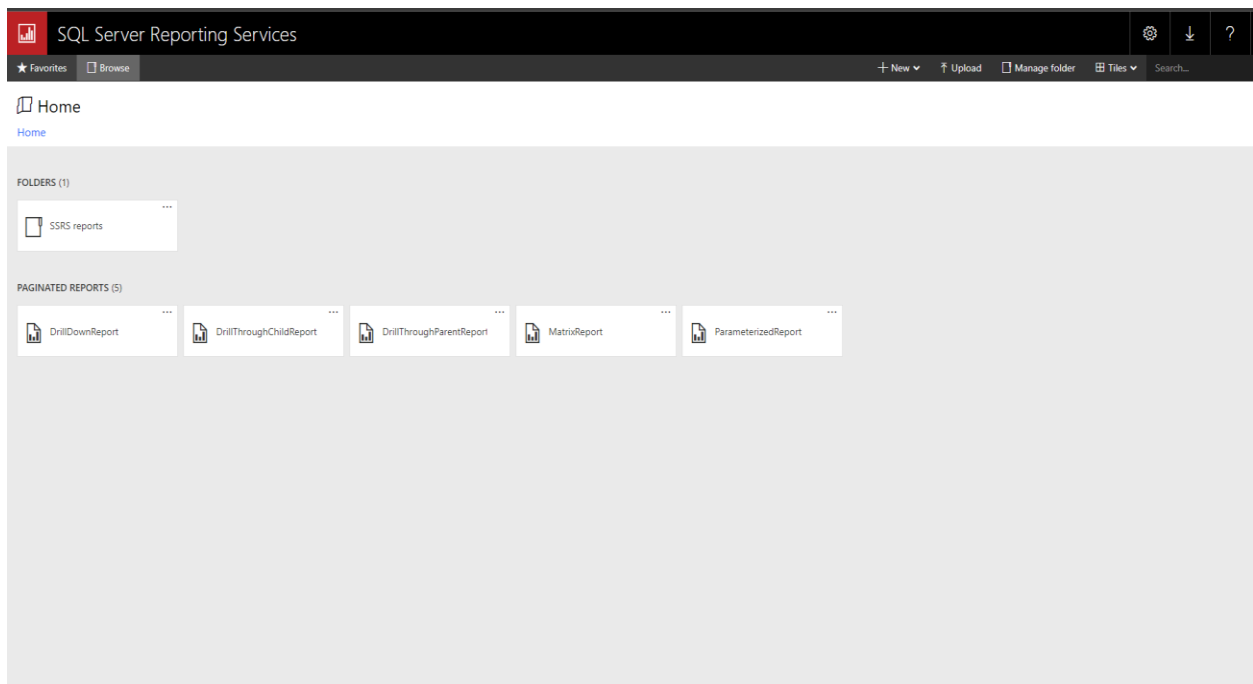 SQL Server Reporting Services
?
Favorites Browse New Upload Manage folder Tiles Search...
Home
Home
FOLDERS (1)
...
SSRS reports
PAGINATED REPORTS (5)
... ... ... ... ...
DrillDownReport DrillThroughChildReport DrillThroughParentReport MatrixReport ParameterizedReport